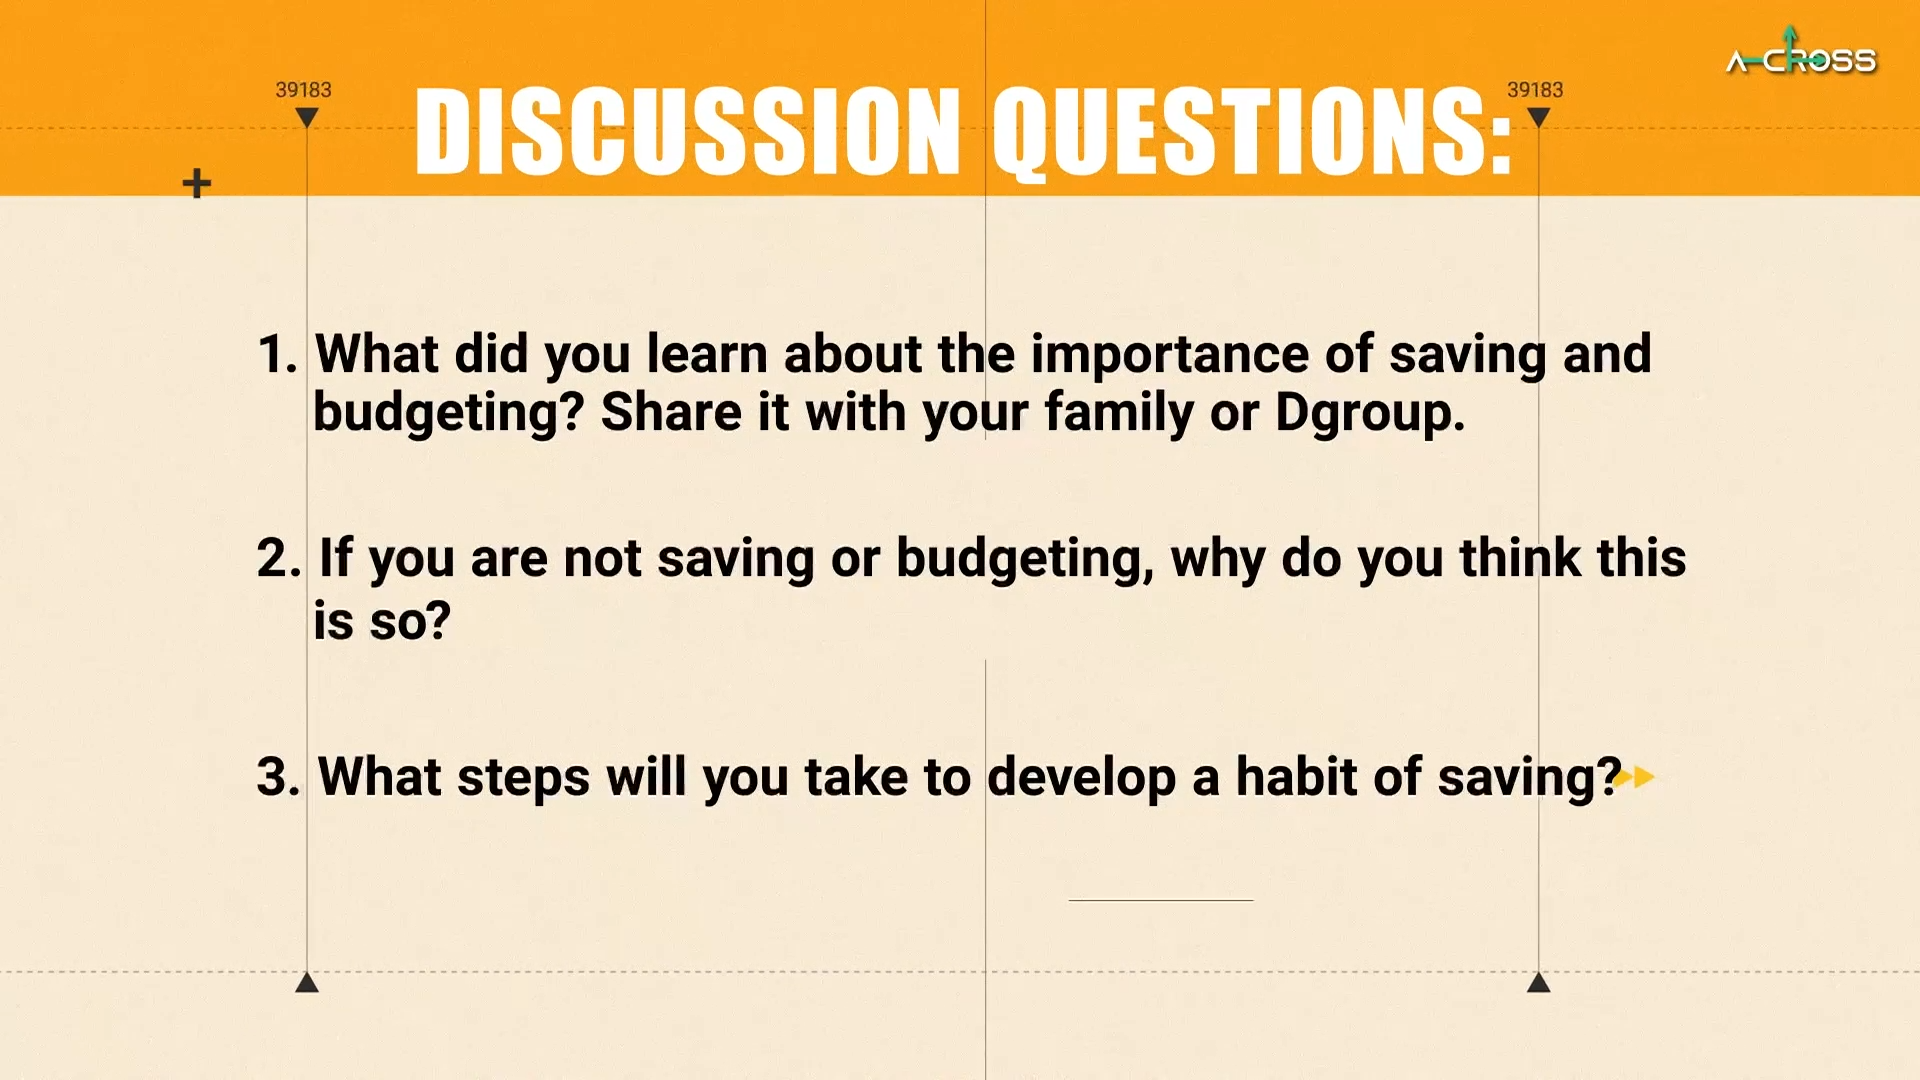 A-CROSS
39183
39183
DISCUSSION QUESTIONS:
1. What did you learn about the importance of saving and
budgeting? Share it with your family or Dgroup.
2. If you are not saving or budgeting, why do you think this
is so?
3. What steps will you take to develop a habit of saving?